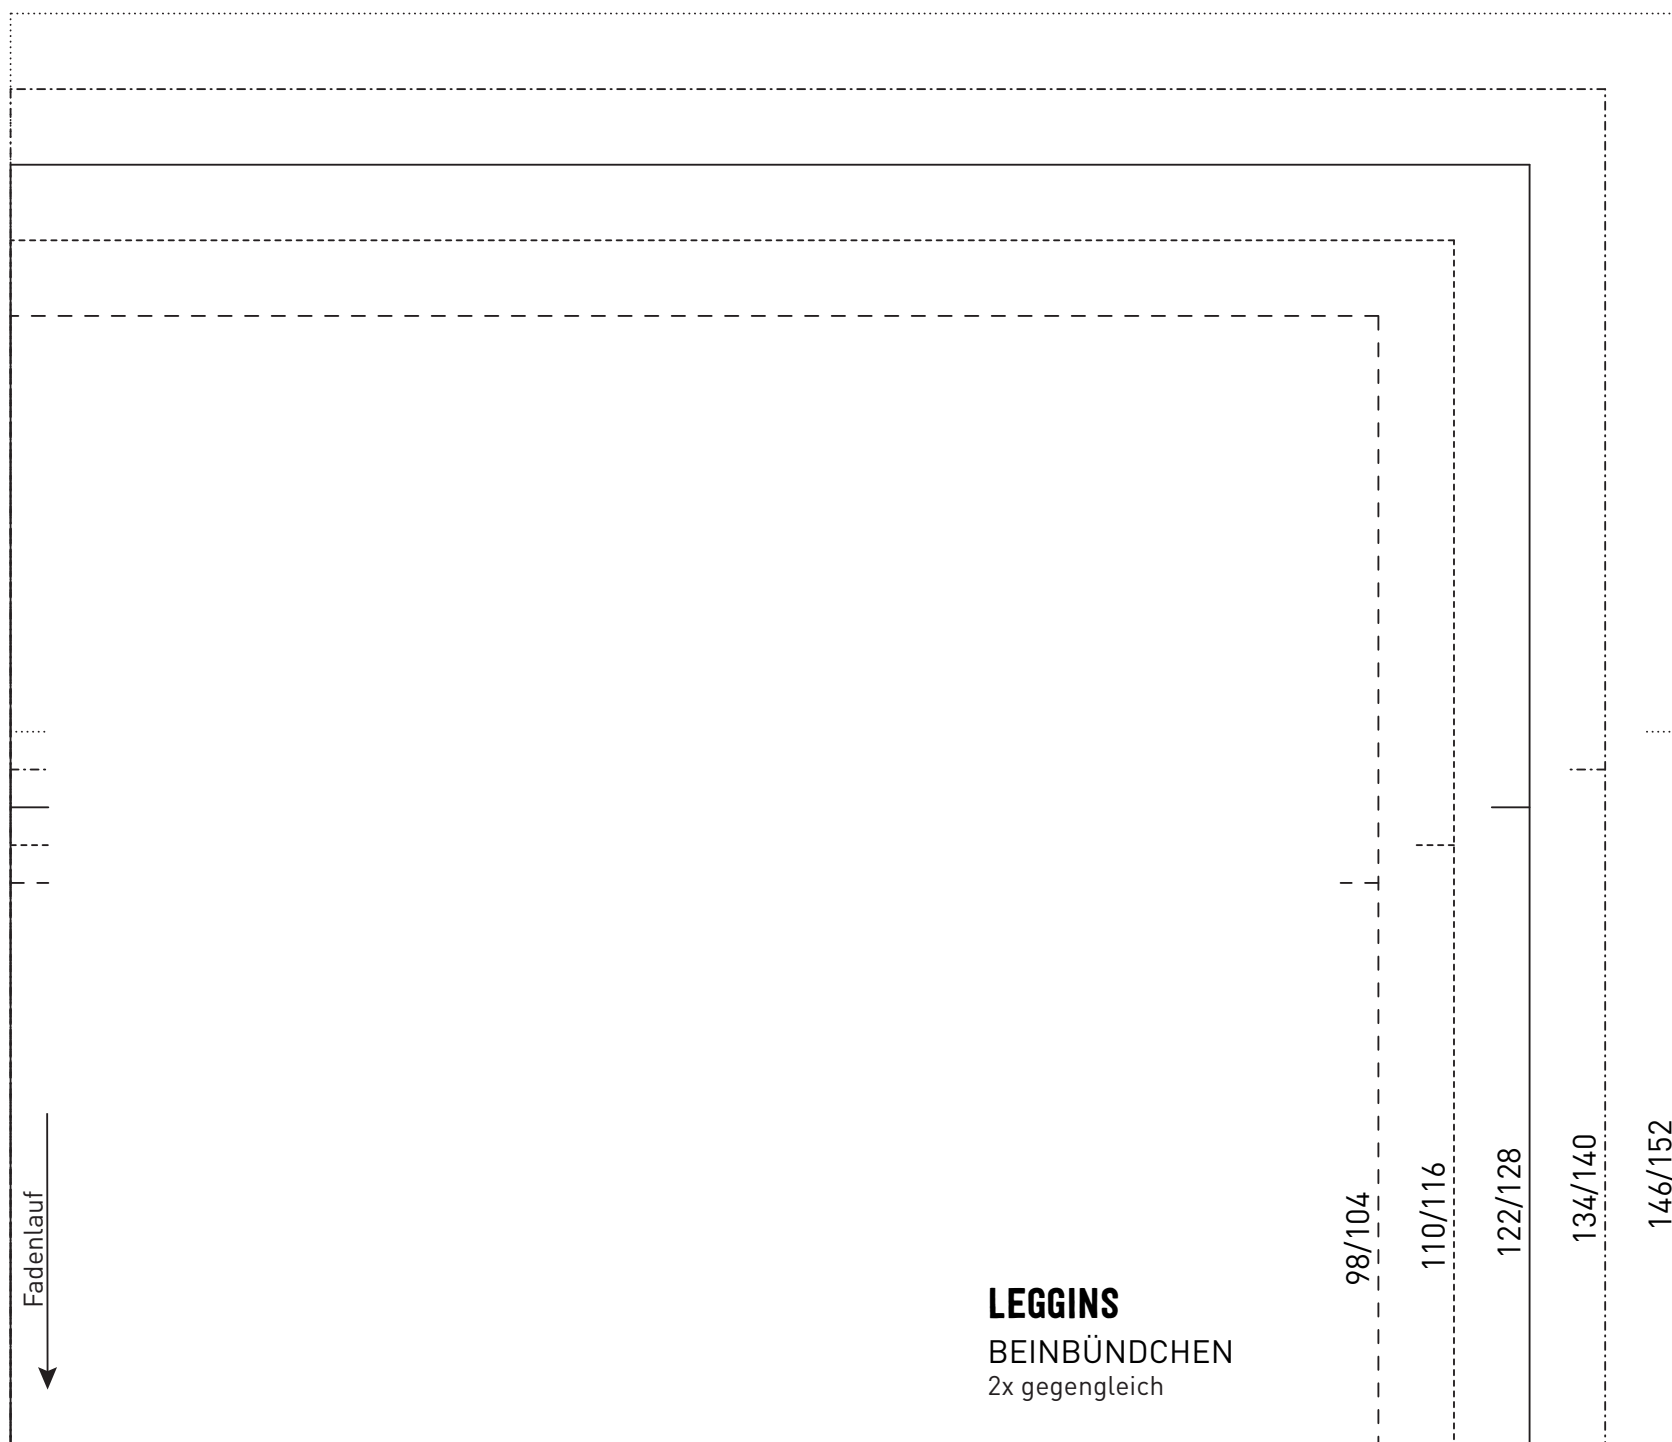 Fadenlauf
LEGGINS
BEINBÜNDCHEN
2x gegengleich
98/104
110/116
122/128
134/140
146/152